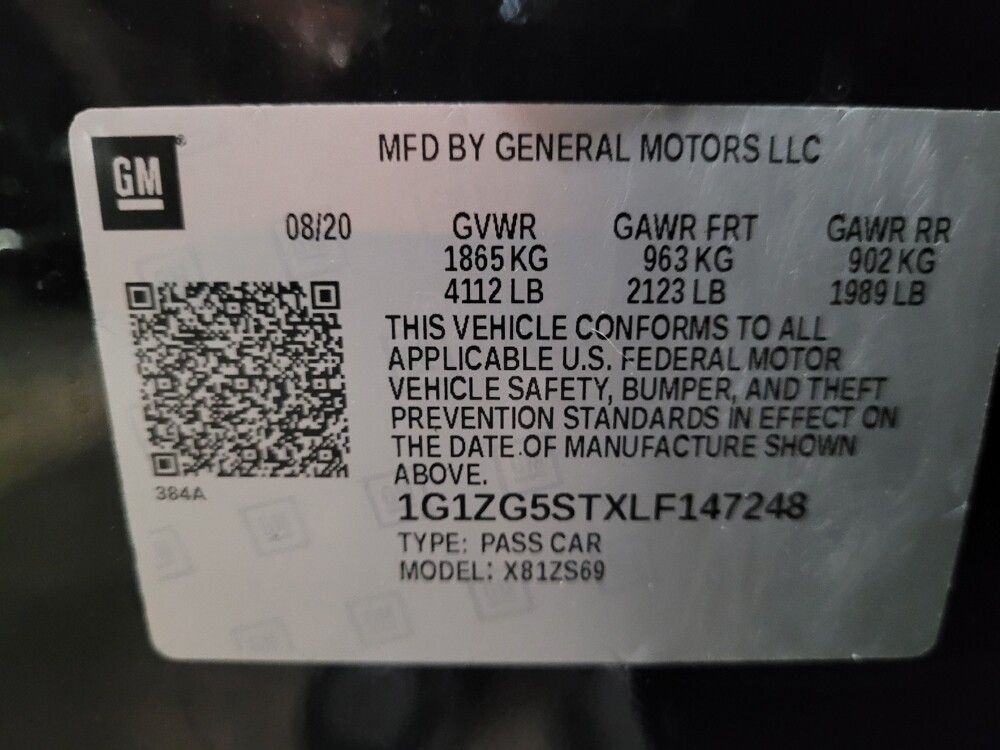 GM
MFD BY GENERAL MOTORS LLC
08/20 GVWR GAWR FRT GAWR RR
1865 KG 963 KG 902 KG
4112 LB 2123 LB 1989 LB
THIS VEHICLE CONFORMS TO ALL
APPLICABLE U.S. FEDERAL MOTOR
VEHICLE SAFETY, BUMPER, AND THEFT
PREVENTION STANDARDS IN EFFECT ON
THE DATE OF MANUFACTURE SHOWN
ABOVE.
384A
1G1ZG5STXLF147248
TYPE: PASS CAR
MODEL: X81ZS69